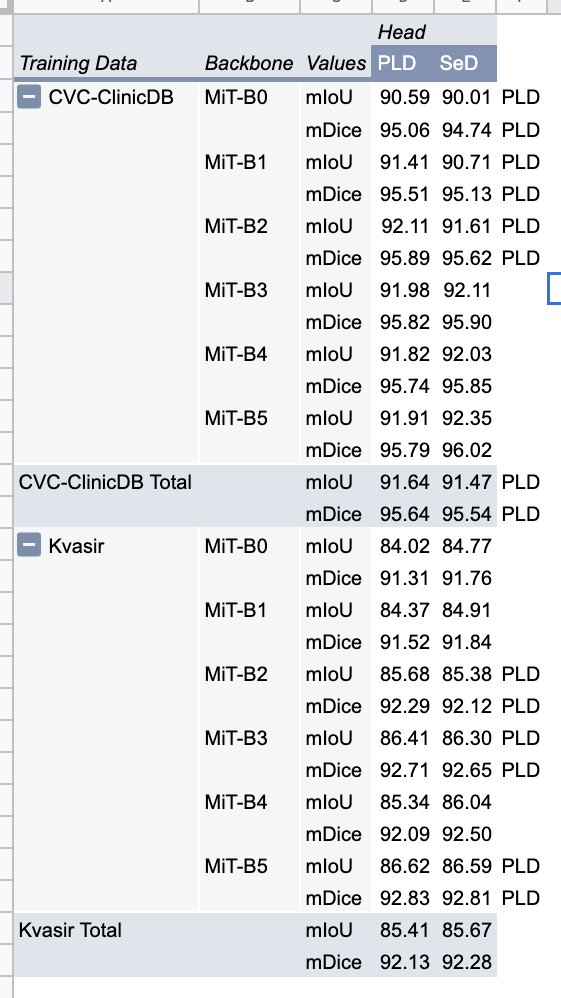 Head
Training Data Backbone Values PLD SeD
CVC-ClinicDB MiT-B0 mIoU 90.59 90.01 PLD
mDice 95.06 94.74 PLD
MiT-B1 mIoU 91.41 90.71 PLD
mDice 95.51 95.13 PLD
MiT-B2 mIoU 92.11 91.61 PLD
mDice 95.89 95.62 PLD
MiT-B3 mIoU 91.98 92.11
mDice 95.82 95.90
MiT-B4 mIoU 91.82 92.03
mDice 95.74 95.85
MiT-B5 mIoU 91.91 92.35
mDice 95.79 96.02
CVC-ClinicDB Total mIoU 91.64 91.47 PLD
mDice 95.64 95.54 PLD
Kvasir MiT-B0 mIoU 84.02 84.77
mDice 91.31 91.76
MiT-B1 mIoU 84.37 84.91
mDice 91.52 91.84
MiT-B2 mIoU 85.68 85.38 PLD
mDice 92.29 92.12 PLD
MiT-B3 mIoU 86.41 86.30 PLD
mDice 92.71 92.65 PLD
MiT-B4 mIoU 85.34 86.04
mDice 92.09 92.50
MiT-B5 mIoU 86.62 86.59 PLD
mDice 92.83 92.81 PLD
Kvasir Total mIoU 85.41 85.67
mDice 92.13 92.28